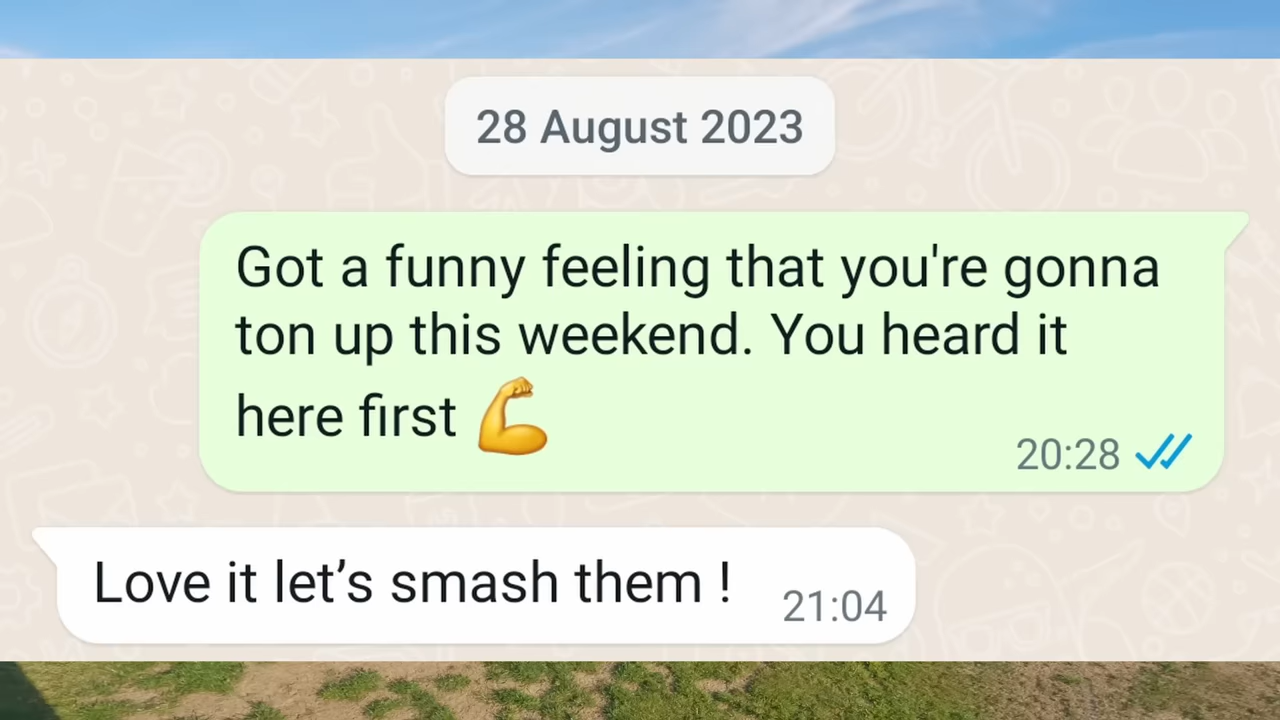 28 August 2023
Got a funny feeling that you're gonna
ton up this weekend. You heard it
here first 💪
20:28
Love it let’s smash them !
21:04